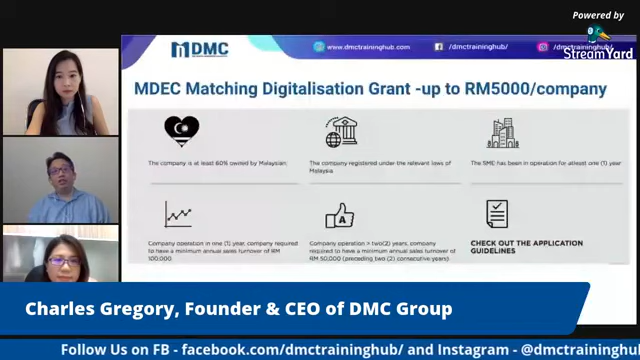 Powered by
StreamYard
DMC
www.dmctraininghub.com
/dmctraininghub/
/dmctraininghub/
MDEC Matching Digitalisation Grant -up to RM5000/company
The company is at least 60% owned by Malaysian;
The company registered under the relevant laws of
Malaysia
The SME has been in operation for atleast one (1) year
Company operation in one (1) year, company required
to have a minimum annual sales turnover of RM
100,000.
A
Company operation > two(2) years, company
required to have a minimum annual sales turnover of
RM 50,000 (preceding two (2) consecutive years)
CHECK OUT THE APPLICATION
GUIDELINES
Charles Gregory, Founder & CEO of DMC Group
Follow Us on FB - facebook.com/dmctraininghub/ and Instagram - @dmctraininghub